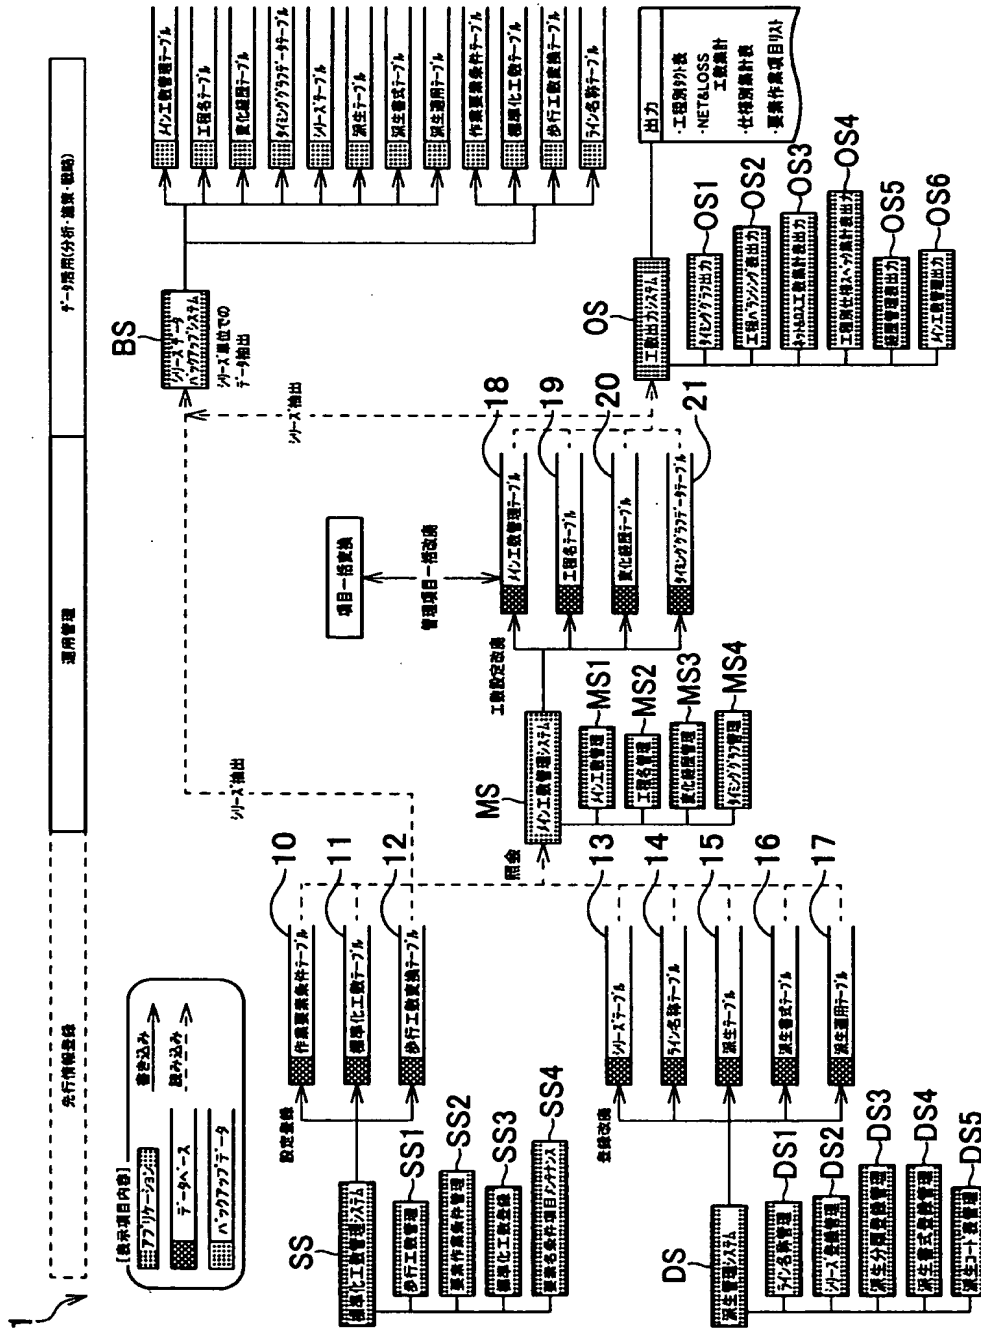 1
先行情報登録
運用管理
データ活用(分析・施策・戦略)
[表示項目内容]
アプリケーション
データベース
バックアップデータ
書き込み
読み込み
SS
標準化工数管理システム
SS1
歩行工数管理
SS2
要素作業条件管理
SS3
標準化工数登録
SS4
要素名条件項目メンテナンス
設定登録
10
作業要素条件テーブル
11
標準化工数テーブル
12
歩行工数変換テーブル
DS
派生管理システム
DS1
ライン名称管理
DS2
シリーズ登録管理
DS3
派生分類登録管理
DS4
派生書式登録管理
DS5
派生コード表管理
登録改廃
13
シリーズテーブル
14
ライン名称テーブル
15
派生テーブル
16
派生書式テーブル
17
派生適用テーブル
照会
シリーズ抽出
MS
メイン工数管理システム
MS1
メイン工数管理
MS2
工程名管理
MS3
変化経歴管理
MS4
タイミンググラフ管理
工数設定改廃
項目一括変換
管理項目一括改廃
18
メイン工数管理テーブル
19
工程名テーブル
20
変化経歴テーブル
21
タイミンググラフデータテーブル
シリーズ抽出
BS
シリーズデータ
バックアップシステム
シリーズ単位での
データ抽出
メイン工数管理テーブル
工程名テーブル
変化経歴テーブル
タイミンググラフデータテーブル
シリーズテーブル
派生テーブル
派生書式テーブル
派生適用テーブル
作業要素条件テーブル
標準化工数テーブル
歩行工数変換テーブル
ライン名称テーブル
OS
工数出力システム
OS1
タイミンググラフ出力
OS2
工程バランシング表出力
OS3
ネット&ロス工数集計表出力
OS4
工程別仕様スペック集計表出力
OS5
経歴管理表出力
OS6
メイン工数管理出力
出力
・工程別タクト表
・NET&LOSS
工数集計
・仕様別集計表
・要素作業項目リスト